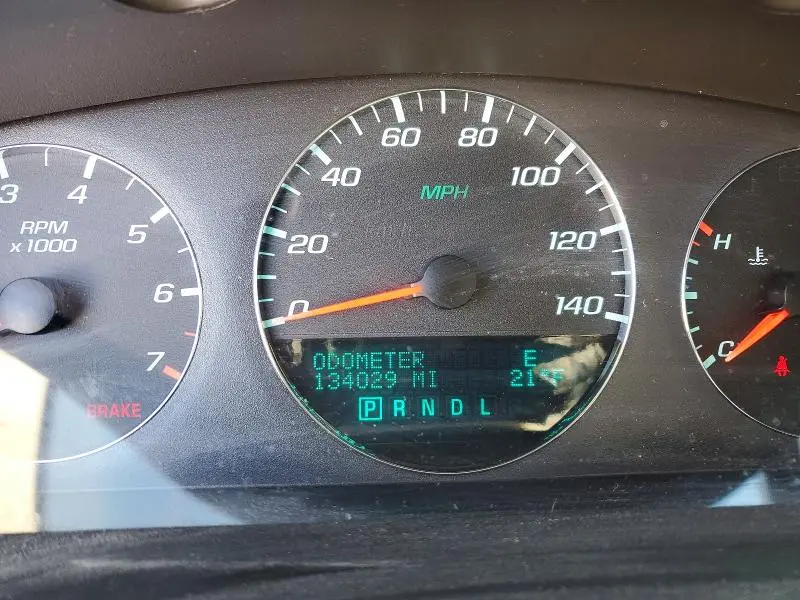 3
4
5
6
7
RPM
x 1000
BRAKE
0
20
40
60
80
100
120
140
MPH
ODOMETER E
134029 MI 21°F
P R N D L
H
C